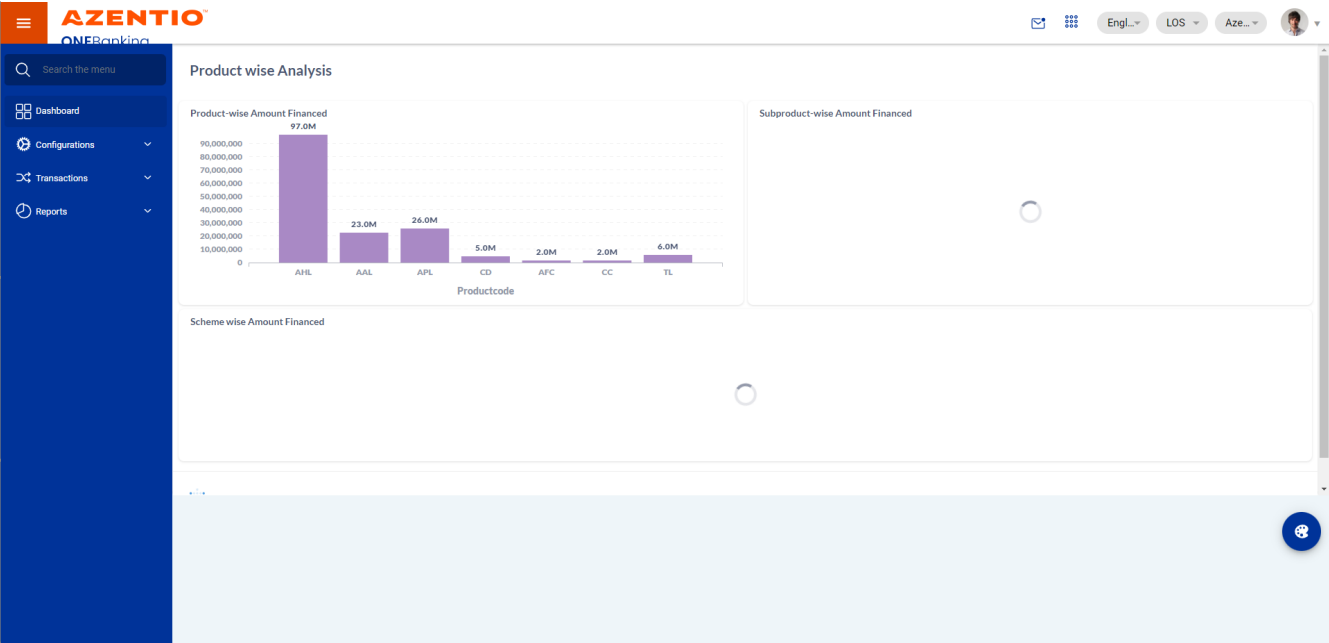 AZENTIO™
ONEBanking
Engl...
LOS
Aze...
Search the menu
Dashboard
Configurations
Transactions
Reports
Product wise Analysis
Product-wise Amount Financed
97.0M
90,000,000
80,000,000
70,000,000
60,000,000
50,000,000
40,000,000
30,000,000
20,000,000
10,000,000
0
23.0M
26.0M
5.0M
2.0M
2.0M
6.0M
AHL AAL APL CD AFC CC TL
Productcode
Subproduct-wise Amount Financed
Scheme wise Amount Financed